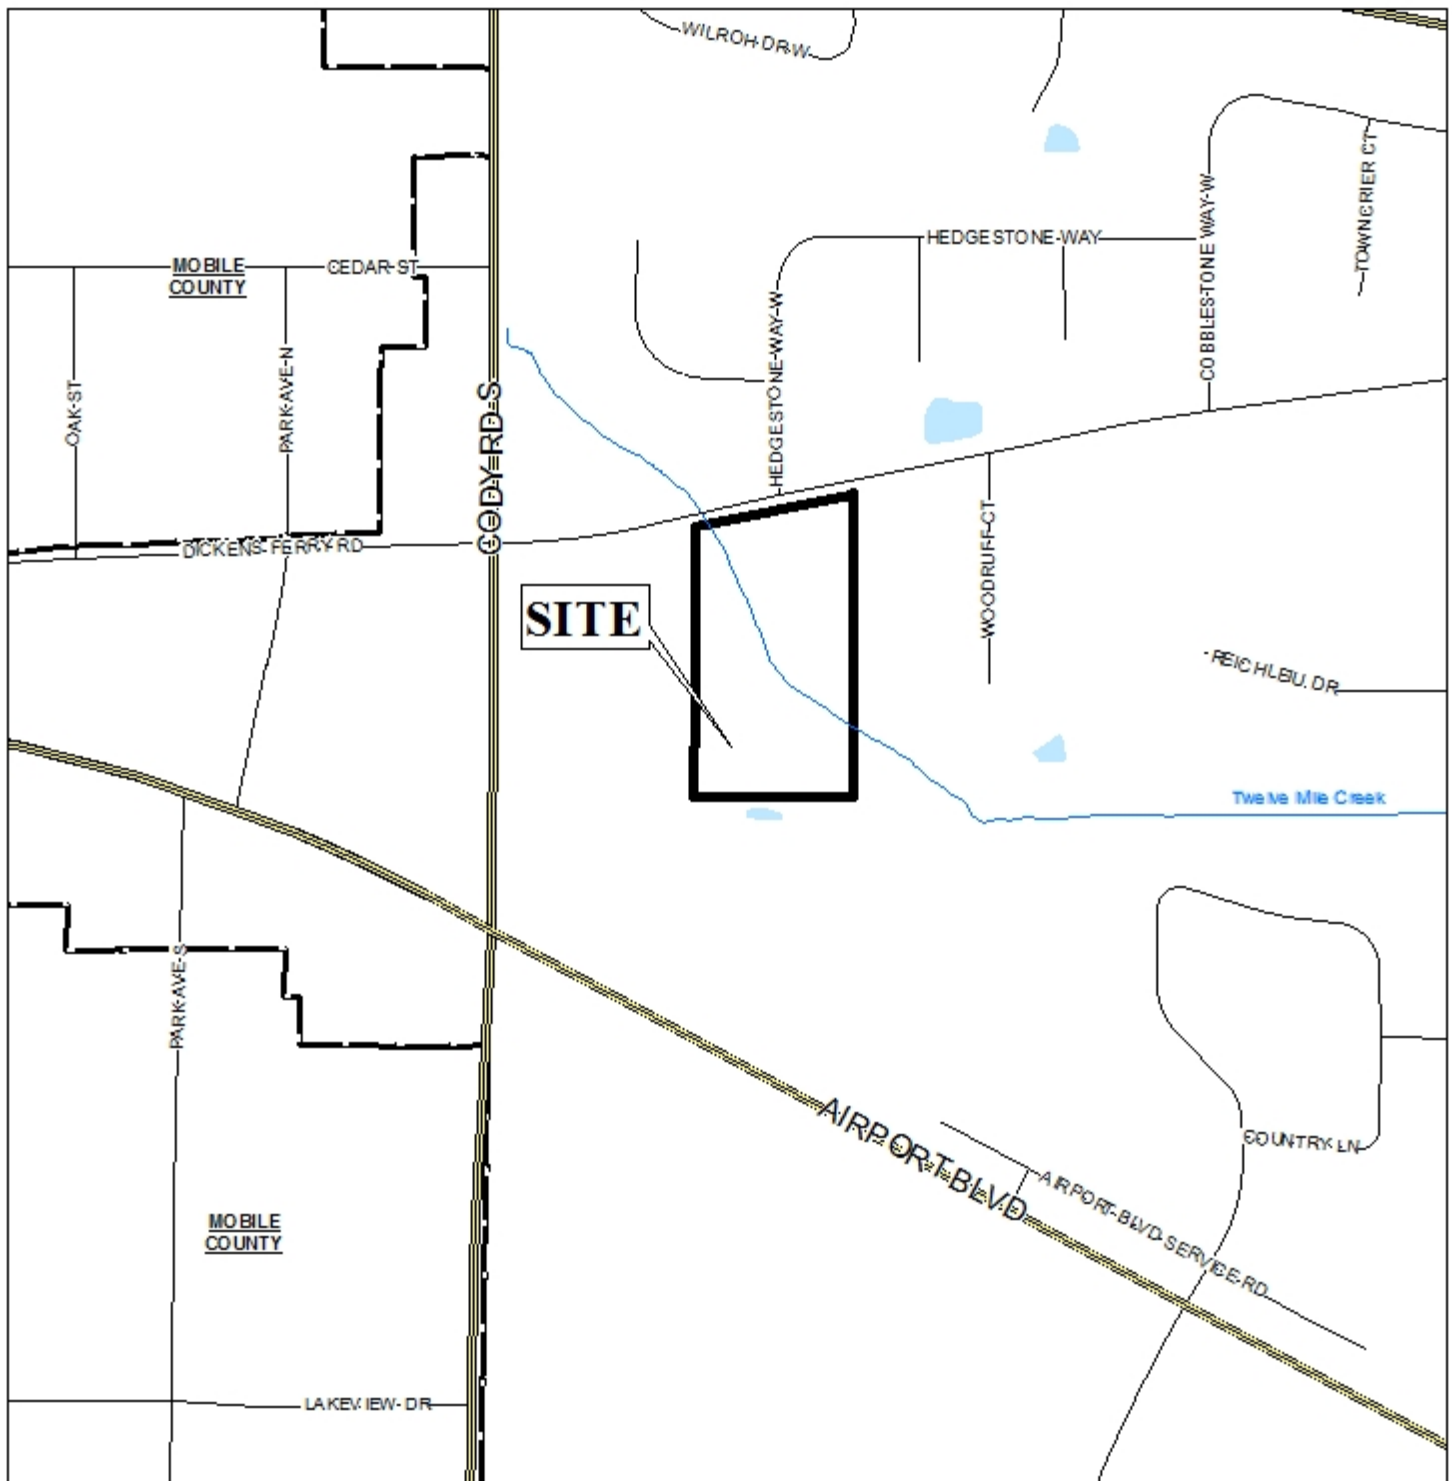 WILROH DR W
TOWNCRIER CT
HEDGESTONE WAY
COBBLESTONE WAY W
MOBILE
COUNTY
CEDAR ST
HEDGESTONE WAY W
PARK AVE N
OAK ST
CODY RD S
DICKENS FERRY RD
WOODRUFF CT
SITE
REICHLEIU DR
Twelve Mile Creek
PARK AVE S
AIRPORT BLVD
COUNTRY LN
AIRPORT BLVD SERVICE RD
MOBILE
COUNTY
LAKEVIEW DR